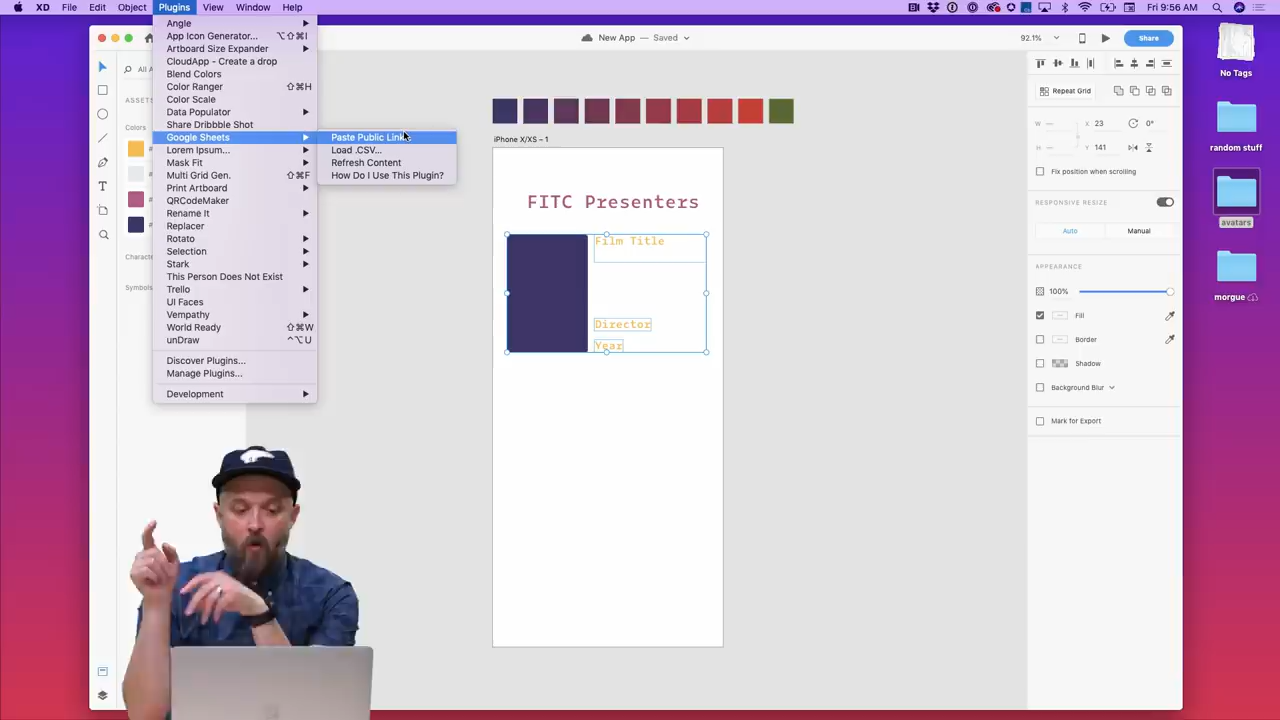 XD File Edit Object Plugins View Window Help
Fri 9:56 AM
New App — Saved
92.1%
Share
Angle
App Icon Generator... ⌥⇧⌘I
Artboard Size Expander
CloudApp - Create a drop
Blend Colors
Color Ranger ⇧⌘H
Color Scale
Data Populator
Share Dribbble Shot
Google Sheets
Lorem Ipsum...
Mask Fit
Multi Grid Gen. ⇧⌘F
Print Artboard
QRCodeMaker
Rename It
Replacer
Rotato
Selection
Stark
This Person Does Not Exist
Trello
UI Faces
Vempathy
World Ready ⇧⌘W
unDraw ^⌥U
Discover Plugins...
Manage Plugins...
Development
Paste Public Link
Load .CSV...
Refresh Content
How Do I Use This Plugin?
All A
ASSETS
Colors
Charact
Symbols
iPhone X/XS – 1
FITC Presenters
Film Title
Director
Year
Repeat Grid
W
X 23
0°
H
Y 141
Fix position when scrolling
RESPONSIVE RESIZE
Auto
Manual
APPEARANCE
100%
Fill
Border
Shadow
Background Blur
Mark for Export
No Tags
random stuff
avatars
morgue